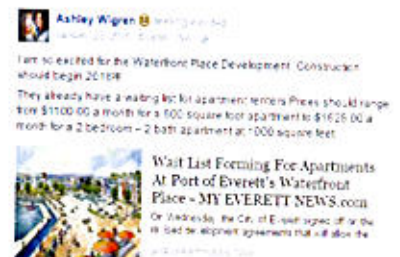 Ashley Wigren
I am so excited for the Waterfront Place Development. Construction
should begin 2018!!
They already have a waiting list for apartment renters Prices should range
from $1100.00 a month for a 600 square foot apartment to $1625.00 a
month for a 2 bedroom - 2 bath apartment at 1000 square feet
Wait List Forming For Apartments
At Port of Everett's Waterfront
Place - MY EVERETT NEWS.com
On Wednesday, the City of Everett signed off on the
revised development agreements that will allow the